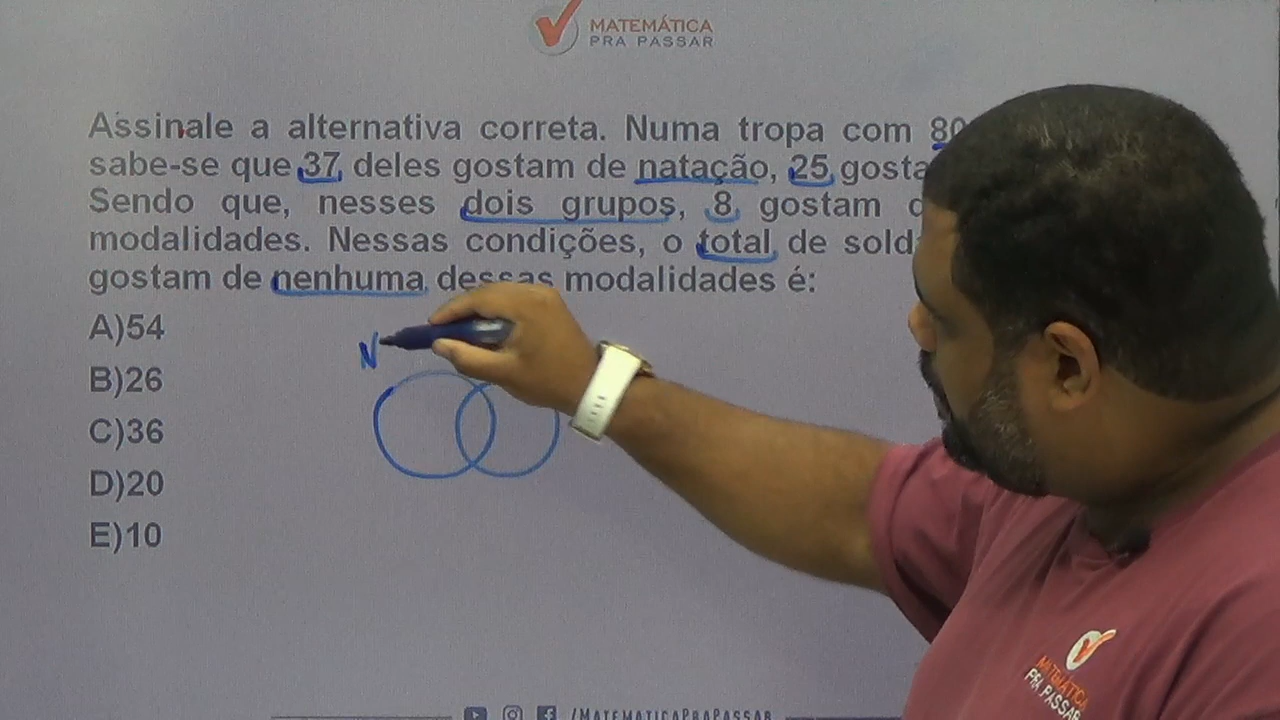 MATEMÁTICA
PRA PASSAR
Assinale a alternativa correta. Numa tropa com 80
sabe-se que 37 deles gostam de natação, 25
Sendo que, nesses dois grupos, 8 gostam
modalidades. Nessas condições, o total de
gostam de nenhuma dessas modalidades é:
A)54
B)26
C)36
D)20
E)10
N
MATEMÁTICA
PRA PASSAR
/MATEMATICAPRAPASSAR